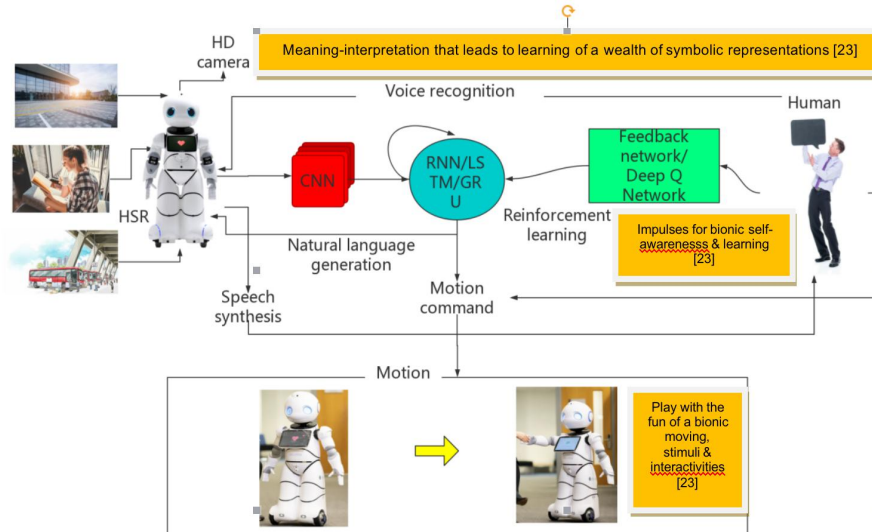 HD
camera
Meaning-interpretation that leads to learning of a wealth of symbolic representations [23]
Voice recognition
Human
CNN
RNN/LS
TM/GR
U
Feedback
network/
Deep Q
Network
HSR
Reinforcement
learning
Impulses for bionic self-
awarenesss & learning
[23]
Natural language
generation
Speech
synthesis
Motion
command
Motion
Play with the
fun of a bionic
moving,
stimuli &
interactivities
[23]